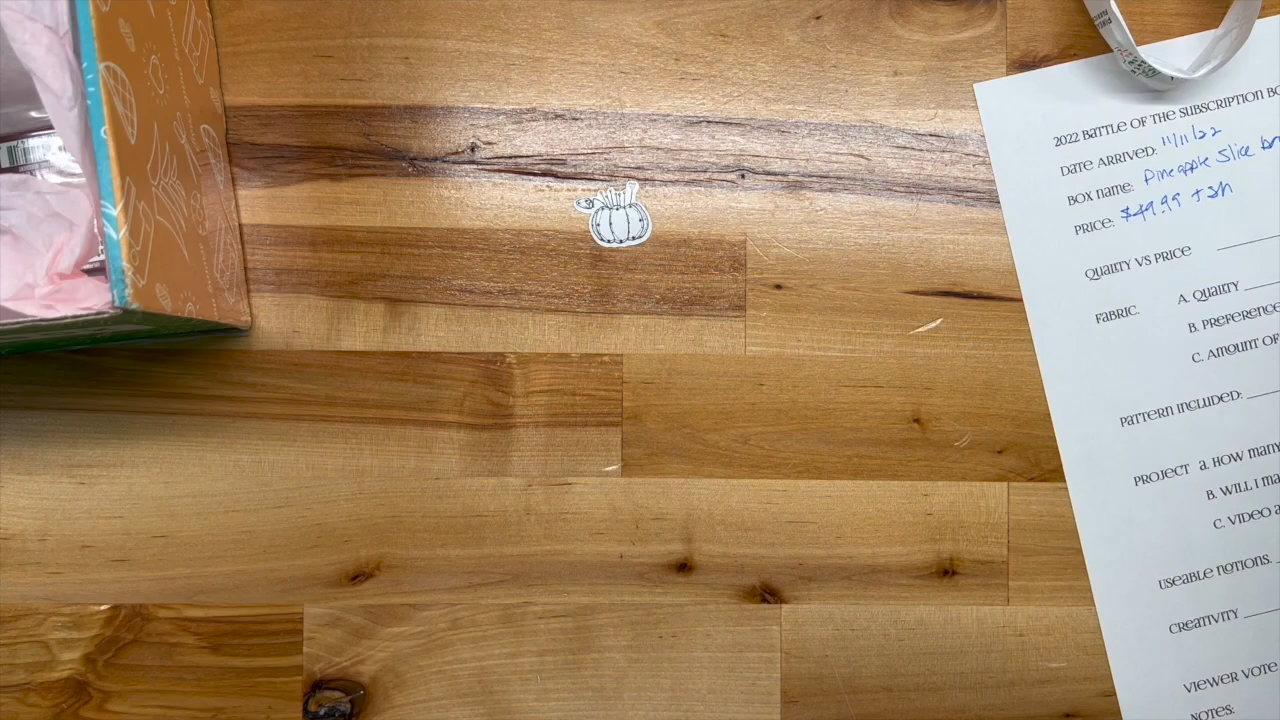 2022 BATTLE OF THE SUBSCRIPTION BO
DATE ARRIVED: 11/11/22
BOX NAME: Pineapple Slice
PRICE: $49.99 + sh
QUALITY VS PRICE
FABRIC. A. QUALITY
B. PREFERENCE
C. AMOUNT OF
PATTERN INCLUDED:
PROJECT A. HOW MANY
B. WILL I MA
C. VIDEO A
USEABLE NOTIONS.
CREATIVITY
VIEWER VOTE
NOTES: